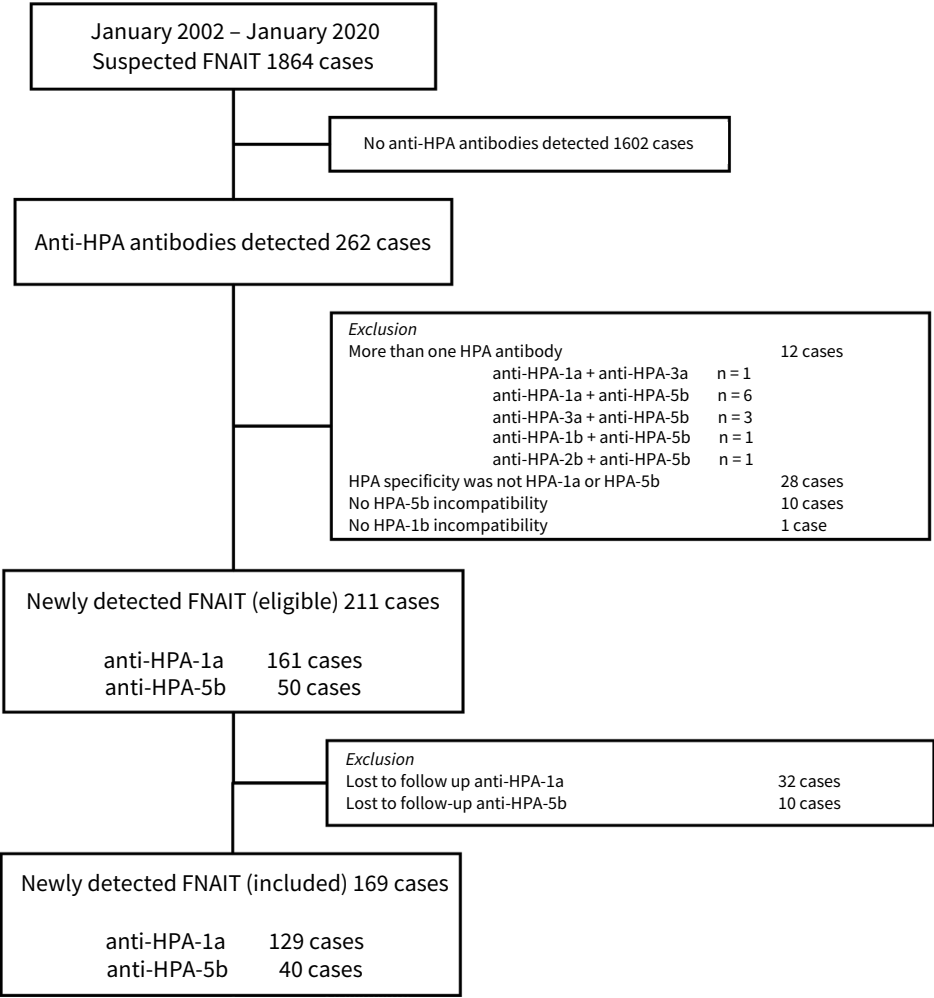 January 2002 – January 2020
Suspected FNAIT 1864 cases
No anti-HPA antibodies detected 1602 cases
Anti-HPA antibodies detected 262 cases
Exclusion
More than one HPA antibody 12 cases
anti-HPA-1a + anti-HPA-3a n = 1
anti-HPA-1a + anti-HPA-5b n = 6
anti-HPA-3a + anti-HPA-5b n = 3
anti-HPA-1b + anti-HPA-5b n = 1
anti-HPA-2b + anti-HPA-5b n = 1
HPA specificity was not HPA-1a or HPA-5b 28 cases
No HPA-5b incompatibility 10 cases
No HPA-1b incompatibility 1 case
Newly detected FNAIT (eligible) 211 cases
anti-HPA-1a 161 cases
anti-HPA-5b 50 cases
Exclusion
Lost to follow up anti-HPA-1a 32 cases
Lost to follow-up anti-HPA-5b 10 cases
Newly detected FNAIT (included) 169 cases
anti-HPA-1a 129 cases
anti-HPA-5b 40 cases